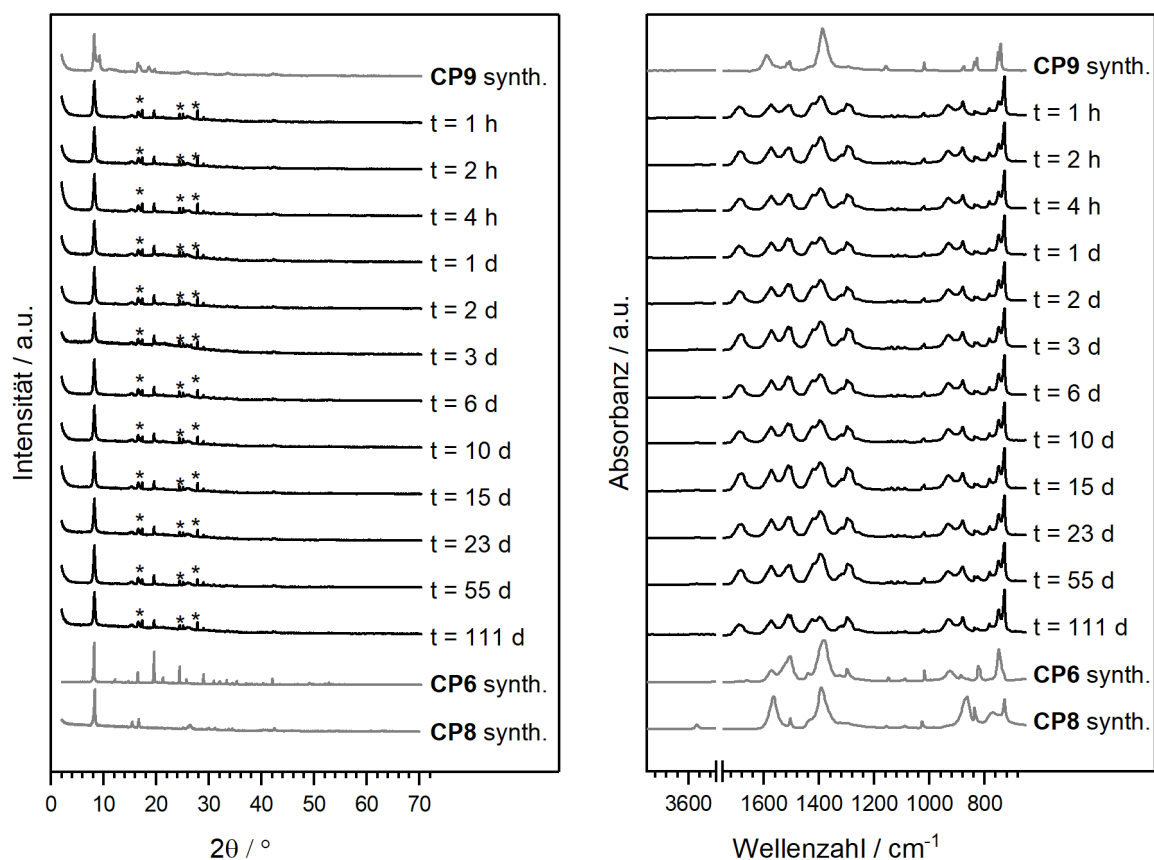 Intensität / a.u.
CP9 synth.
*
*
*
t = 1 h
*
*
*
t = 2 h
*
*
*
t = 4 h
*
*
*
t = 1 d
*
*
*
t = 2 d
*
*
*
t = 3 d
*
*
*
t = 6 d
*
*
*
t = 10 d
*
*
*
t = 15 d
*
*
*
t = 23 d
*
*
*
t = 55 d
*
*
*
t = 111 d
CP6 synth.
CP8 synth.
0 10 20 30 40 50 60 70
2θ / °
Absorbanz / a.u.
CP9 synth.
t = 1 h
t = 2 h
t = 4 h
t = 1 d
t = 2 d
t = 3 d
t = 6 d
t = 10 d
t = 15 d
t = 23 d
t = 55 d
t = 111 d
CP6 synth.
CP8 synth.
3600 1600 1400 1200 1000 800
Wellenzahl / cm⁻¹